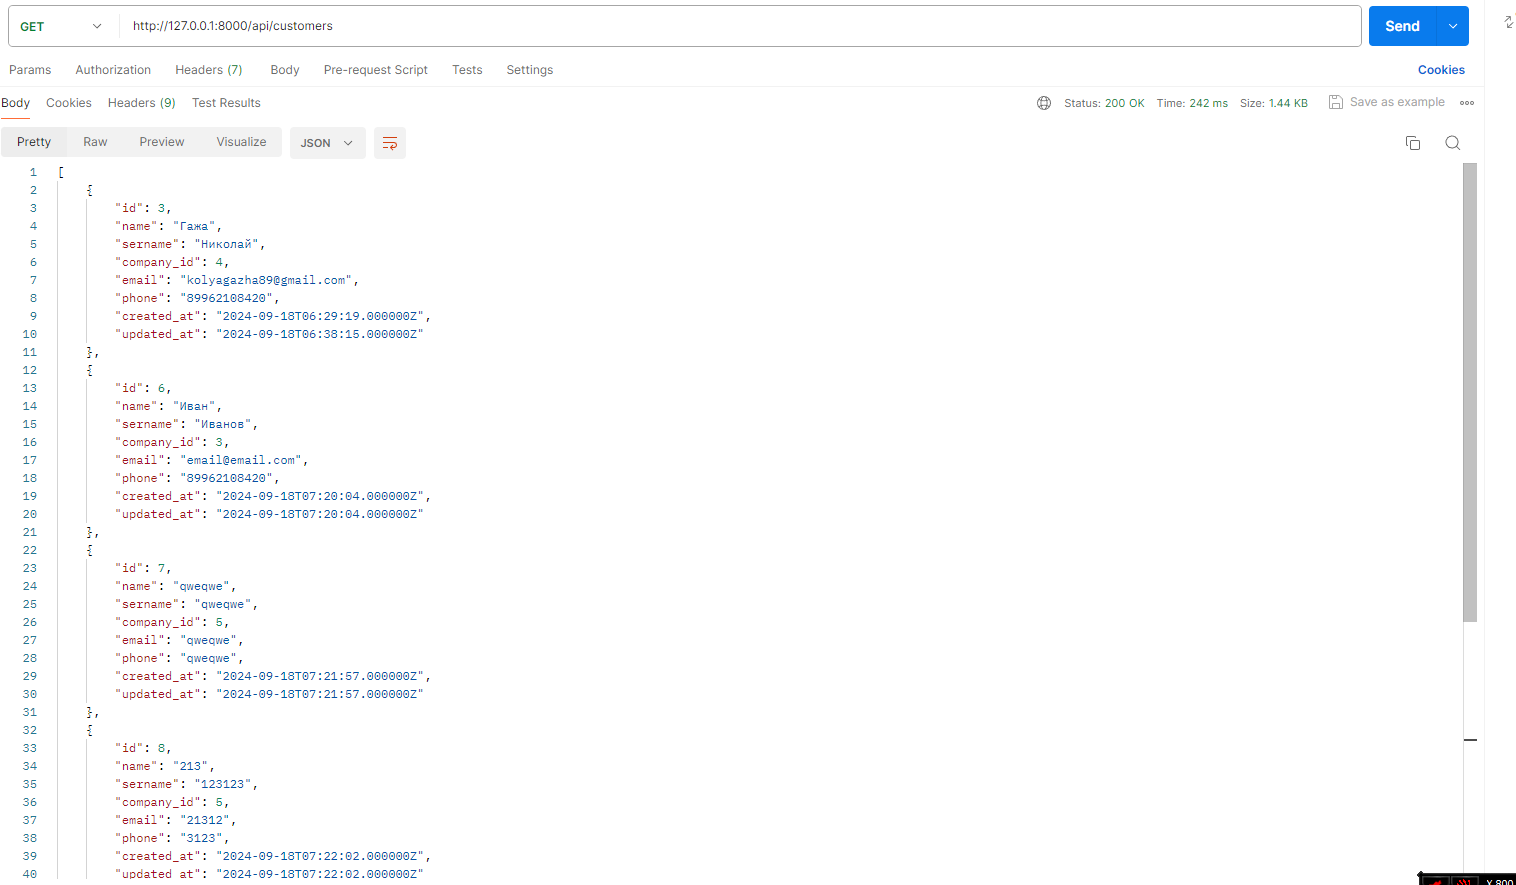 GET http://127.0.0.1:8000/api/customers Send
Params Authorization Headers (7) Body Pre-request Script Tests Settings Cookies
Body Cookies Headers (9) Test Results Status: 200 OK Time: 242 ms Size: 1.44 KB Save as example
Pretty Raw Preview Visualize JSON
1 [
2 {
3 "id": 3,
4 "name": "Гажа",
5 "sername": "Николай",
6 "company_id": 4,
7 "email": "kolyagazha89@gmail.com",
8 "phone": "89962108420",
9 "created_at": "2024-09-18T06:29:19.000000Z",
10 "updated_at": "2024-09-18T06:38:15.000000Z"
11 },
12 {
13 "id": 6,
14 "name": "Иван",
15 "sername": "Иванов",
16 "company_id": 3,
17 "email": "email@email.com",
18 "phone": "89962108420",
19 "created_at": "2024-09-18T07:20:04.000000Z",
20 "updated_at": "2024-09-18T07:20:04.000000Z"
21 },
22 {
23 "id": 7,
24 "name": "qweqwe",
25 "sername": "qweqwe",
26 "company_id": 5,
27 "email": "qweqwe",
28 "phone": "qweqwe",
29 "created_at": "2024-09-18T07:21:57.000000Z",
30 "updated_at": "2024-09-18T07:21:57.000000Z"
31 },
32 {
33 "id": 8,
34 "name": "213",
35 "sername": "123123",
36 "company_id": 5,
37 "email": "21312",
38 "phone": "3123",
39 "created_at": "2024-09-18T07:22:02.000000Z",
40 "updated_at": "2024-09-18T07:22:02.000000Z"